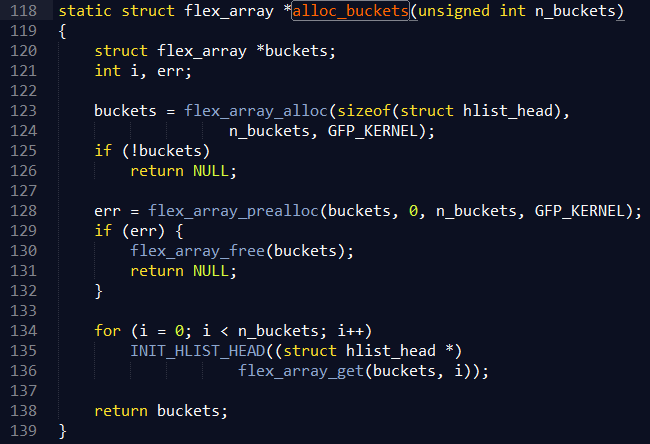 118 static struct flex_array *alloc_buckets(unsigned int n_buckets)
119 {
120     struct flex_array *buckets;
121     int i, err;
122
123     buckets = flex_array_alloc(sizeof(struct hlist_head),
124                    n_buckets, GFP_KERNEL);
125     if (!buckets)
126         return NULL;
127
128     err = flex_array_prealloc(buckets, 0, n_buckets, GFP_KERNEL);
129     if (err) {
130         flex_array_free(buckets);
131         return NULL;
132     }
133
134     for (i = 0; i < n_buckets; i++)
135         INIT_HLIST_HEAD((struct hlist_head *)
136                     flex_array_get(buckets, i));
137
138     return buckets;
139 }